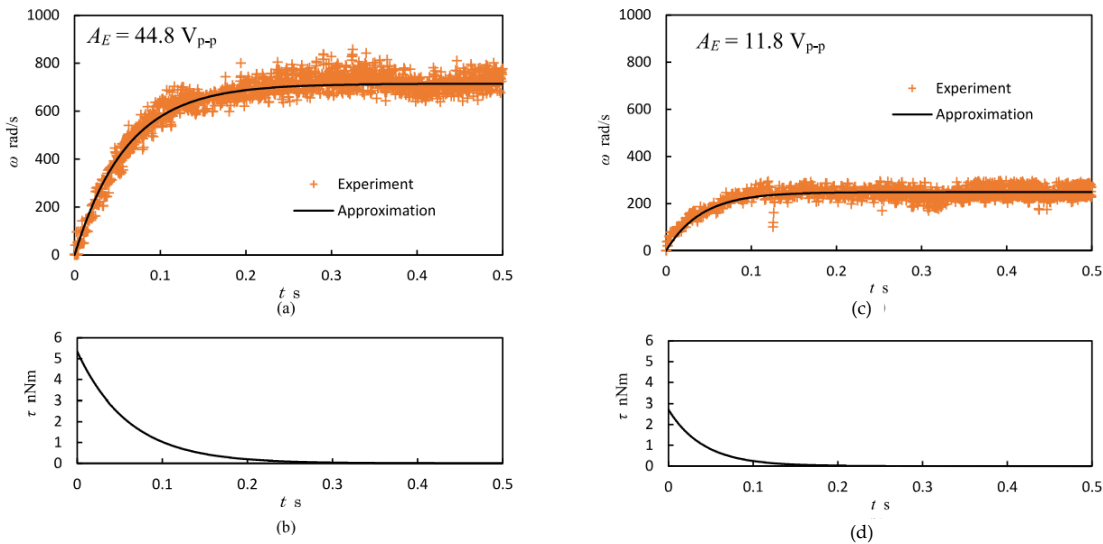 A_E = 44.8 V_p-p
1000
800
600
400
200
0
ω rad/s
Experiment
Approximation
0 0.1 0.2 0.3 0.4 0.5
t s
(a)
6
5
4
3
2
1
0
τ nNm
0 0.1 0.2 0.3 0.4 0.5
t s
(b)
A_E = 11.8 V_p-p
1000
800
600
400
200
0
ω rad/s
Experiment
Approximation
0 0.1 0.2 0.3 0.4 0.5
t s
(c)
6
5
4
3
2
1
0
τ nNm
0 0.1 0.2 0.3 0.4 0.5
t s
(d)